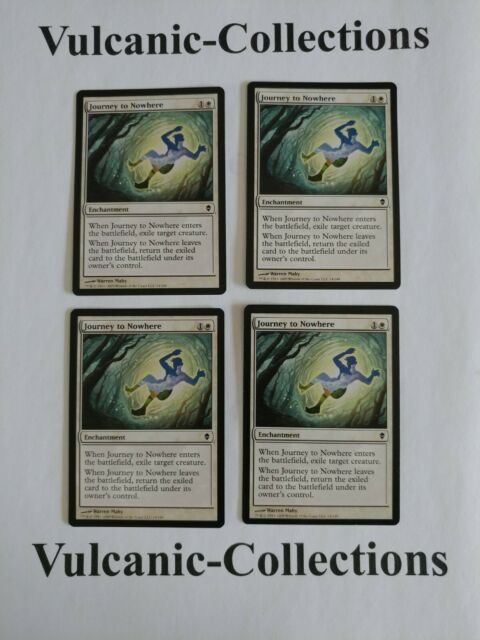 Vulcanic-Collections
Journey to Nowhere 1
Enchantment
When Journey to Nowhere enters
the battlefield, exile target creature.
When Journey to Nowhere leaves
the battlefield, return the exiled
card to the battlefield under its
owner's control.
Warren Mahy
Journey to Nowhere 1
Enchantment
When Journey to Nowhere enters
the battlefield, exile target creature.
When Journey to Nowhere leaves
the battlefield, return the exiled
card to the battlefield under its
owner's control.
Warren Mahy
Journey to Nowhere 1
Enchantment
When Journey to Nowhere enters
the battlefield, exile target creature.
When Journey to Nowhere leaves
the battlefield, return the exiled
card to the battlefield under its
owner's control.
Warren Mahy
Journey to Nowhere 1
Enchantment
When Journey to Nowhere enters
the battlefield, exile target creature.
When Journey to Nowhere leaves
the battlefield, return the exiled
card to the battlefield under its
owner's control.
Warren Mahy
Vulcanic-Collections